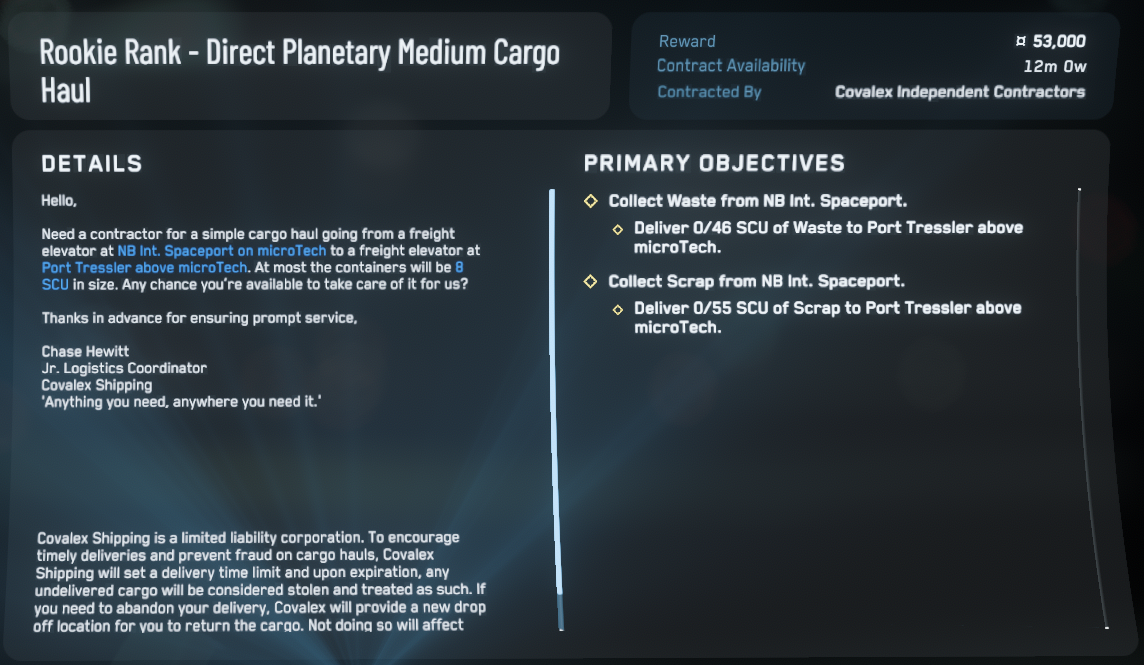 Rookie Rank - Direct Planetary Medium Cargo
Haul
Reward ¤ 53,000
Contract Availability 12m 0w
Contracted By Covalex Independent Contractors
DETAILS
Hello,
Need a contractor for a simple cargo haul going from a freight
elevator at NB Int. Spaceport on microTech to a freight elevator at
Port Tressler above microTech. At most the containers will be 8
SCU in size. Any chance you're available to take care of it for us?
Thanks in advance for ensuring prompt service,
Chase Hewitt
Jr. Logistics Coordinator
Covalex Shipping
'Anything you need, anywhere you need it.'
Covalex Shipping is a limited liability corporation. To encourage
timely deliveries and prevent fraud on cargo hauls, Covalex
Shipping will set a delivery time limit and upon expiration, any
undelivered cargo will be considered stolen and treated as such. If
you need to abandon your delivery, Covalex will provide a new drop
off location for you to return the cargo. Not doing so will affect
PRIMARY OBJECTIVES
Collect Waste from NB Int. Spaceport.
Deliver 0/46 SCU of Waste to Port Tressler above
microTech.
Collect Scrap from NB Int. Spaceport.
Deliver 0/55 SCU of Scrap to Port Tressler above
microTech.